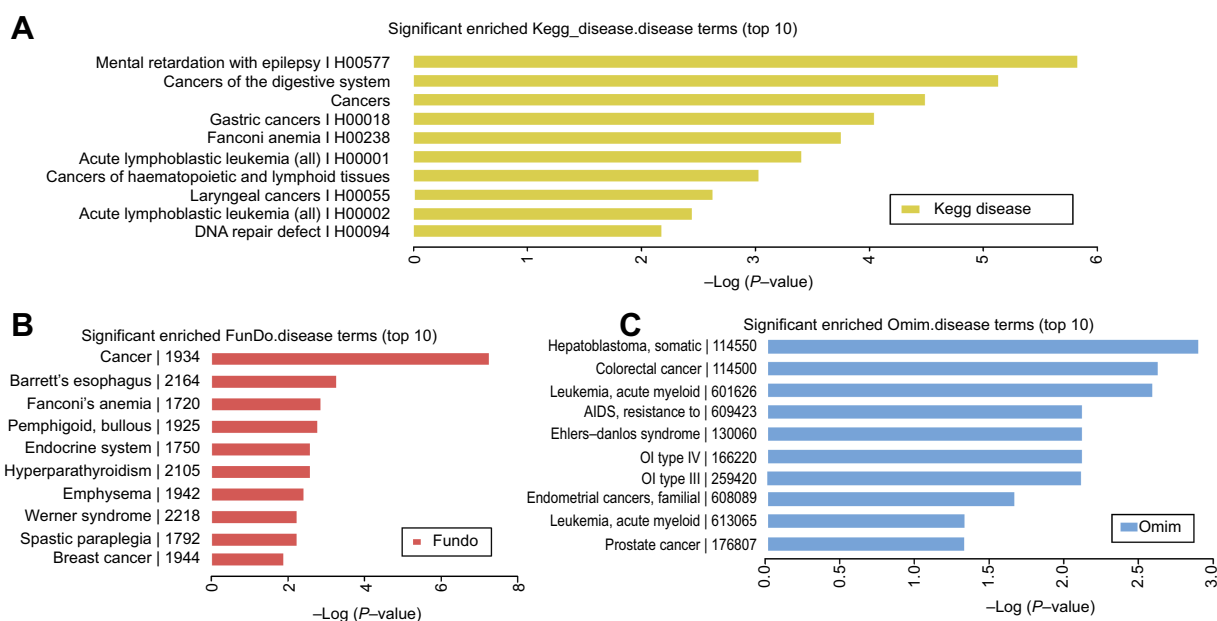 A
Significant enriched Kegg_disease.disease terms (top 10)
Mental retardation with epilepsy I H00577
Cancers of the digestive system
Cancers
Gastric cancers I H00018
Fanconi anemia I H00238
Acute lymphoblastic leukemia (all) I H00001
Cancers of haematopoietic and lymphoid tissues
Laryngeal cancers I H00055
Acute lymphoblastic leukemia (all) I H00002
DNA repair defect I H00094
Kegg disease
0 1 2 3 4 5 6
–Log (P–value)
B
Significant enriched FunDo.disease terms (top 10)
Cancer | 1934
Barrett's esophagus | 2164
Fanconi's anemia | 1720
Pemphigoid, bullous | 1925
Endocrine system | 1750
Hyperparathyroidism | 2105
Emphysema | 1942
Werner syndrome | 2218
Spastic paraplegia | 1792
Breast cancer | 1944
Fundo
0 2 4 6 8
–Log (P–value)
C
Significant enriched Omim.disease terms (top 10)
Hepatoblastoma, somatic | 114550
Colorectal cancer | 114500
Leukemia, acute myeloid | 601626
AIDS, resistance to | 609423
Ehlers–danlos syndrome | 130060
OI type IV | 166220
OI type III | 259420
Endometrial cancers, familial | 608089
Leukemia, acute myeloid | 613065
Prostate cancer | 176807
Omim
0.0 0.5 1.0 1.5 2.0 2.5 3.0
–Log (P–value)